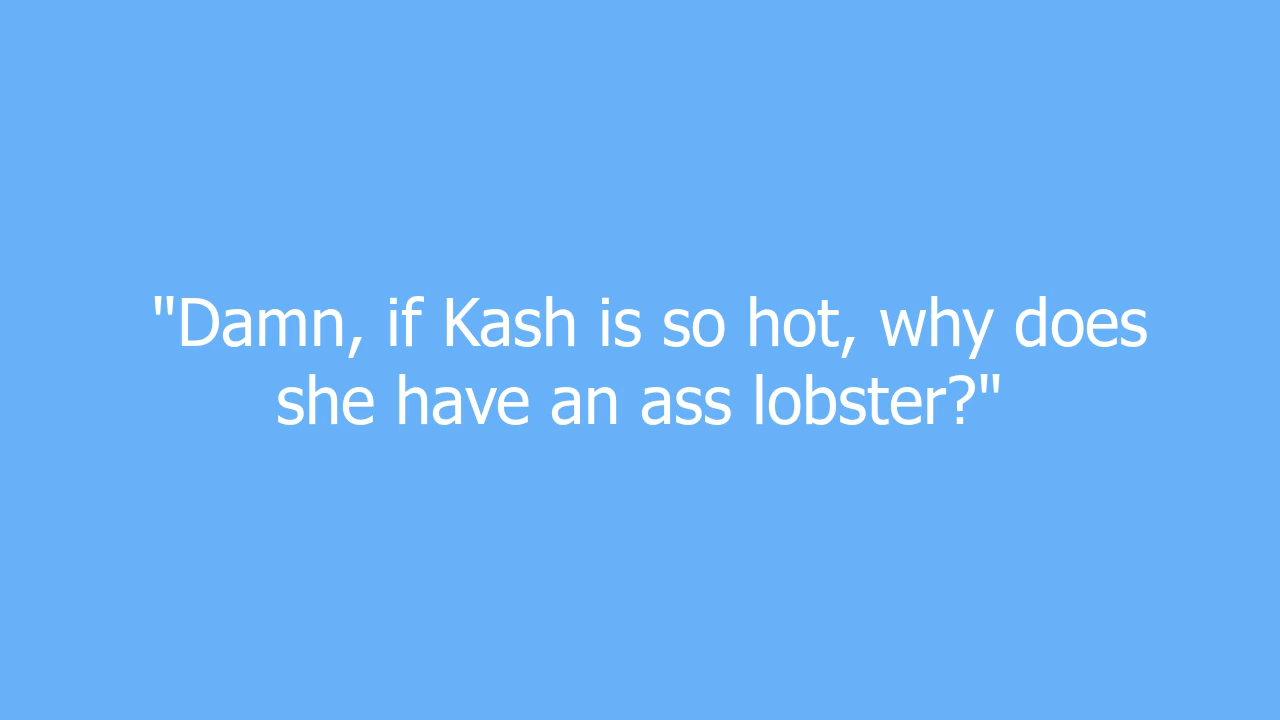 "Damn, if Kash is so hot, why does
she have an ass lobster?"